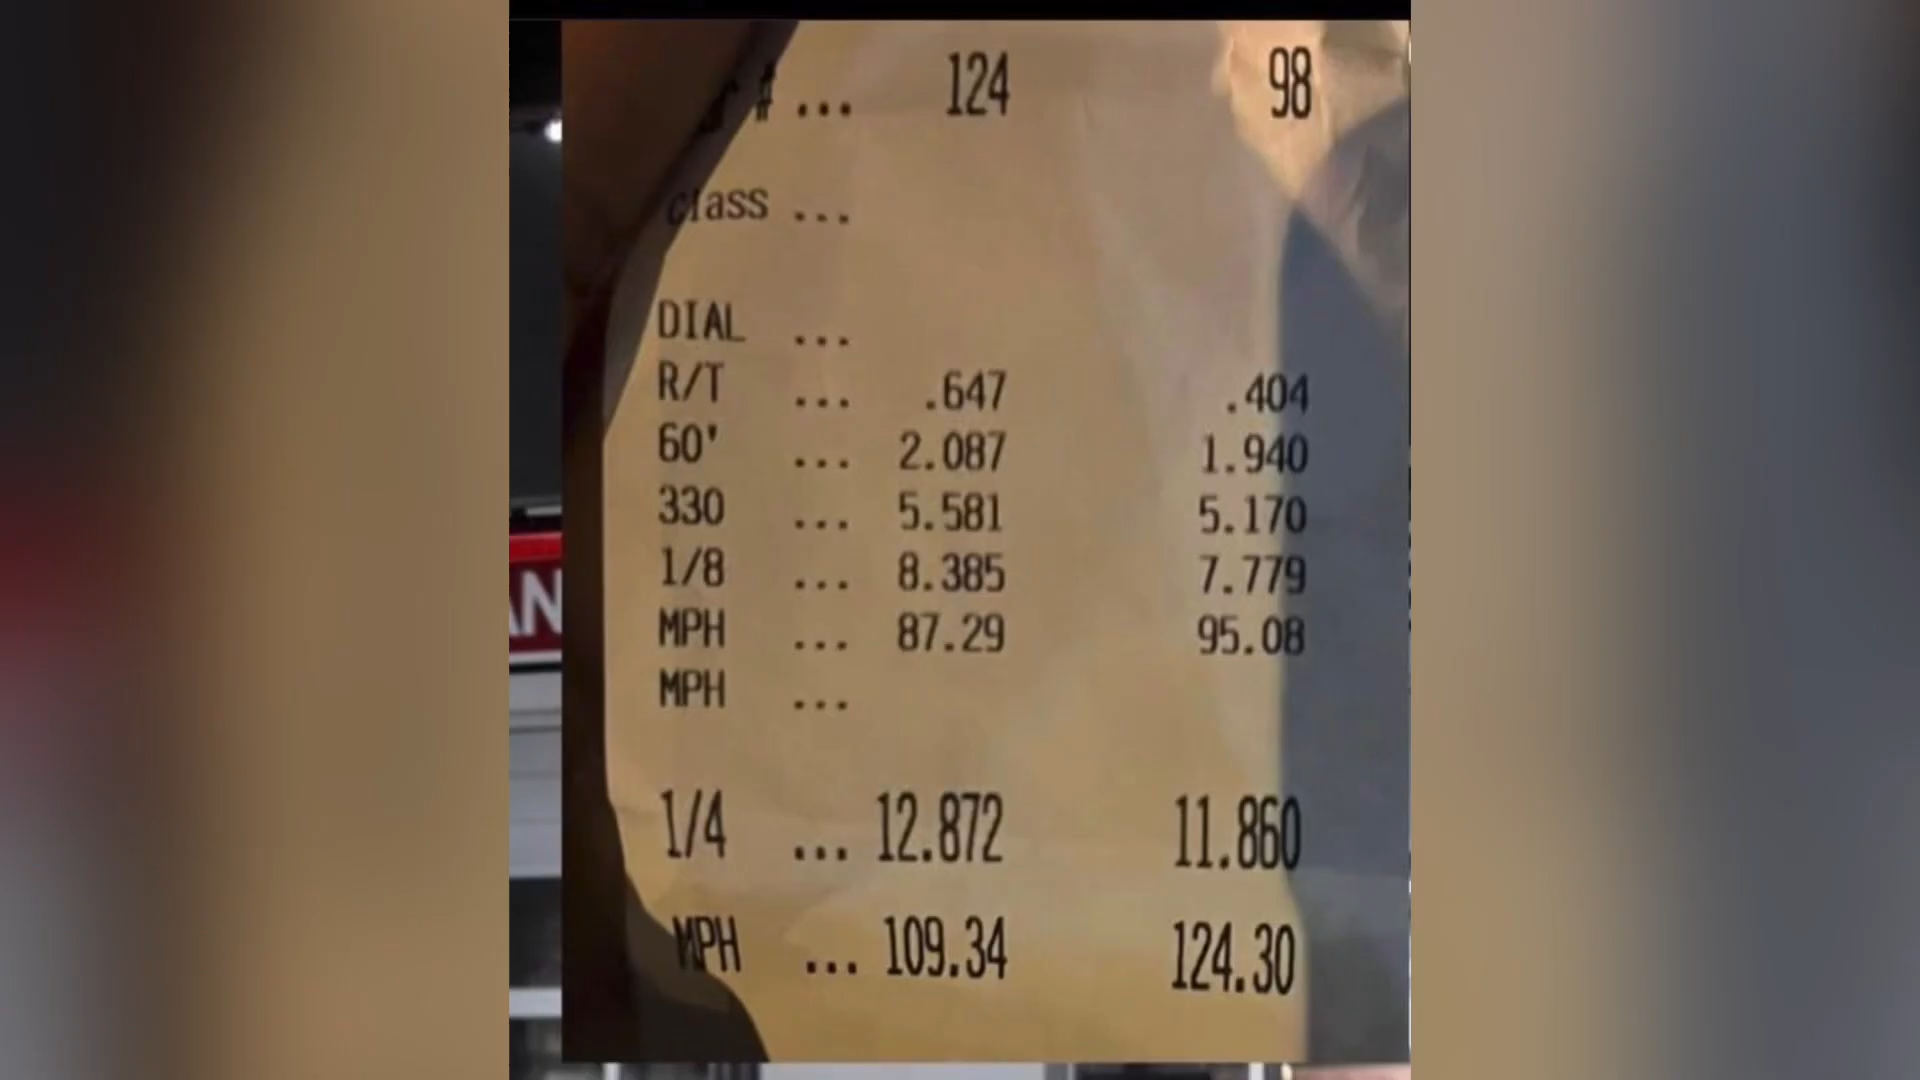 # ... 124 98
class ...
DIAL ...
R/T ... .647 .404
60' ... 2.087 1.940
330 ... 5.581 5.170
1/8 ... 8.385 7.779
MPH ... 87.29 95.08
MPH ...
1/4 ... 12.872 11.860
MPH ... 109.34 124.30
AN